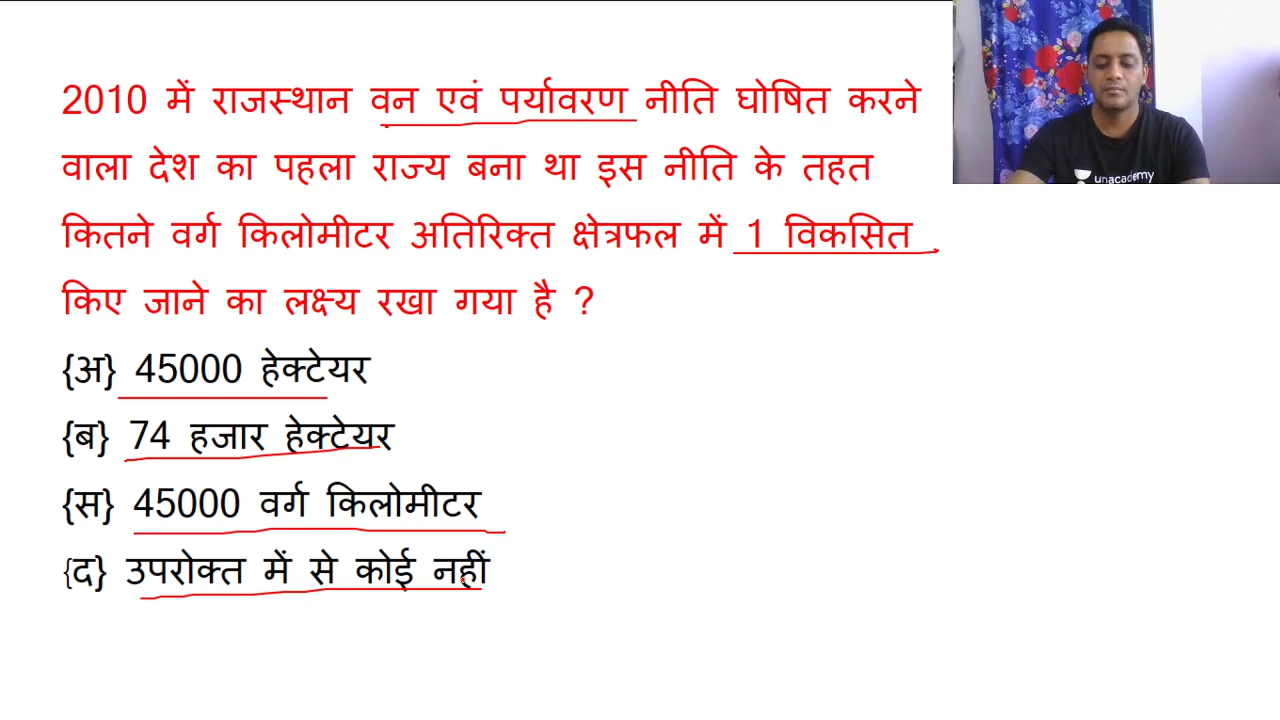 2010 में राजस्थान वन एवं पर्यावरण नीति घोषित करने
वाला देश का पहला राज्य बना था इस नीति के तहत
कितने वर्ग किलोमीटर अतिरिक्त क्षेत्रफल में 1 विकसित
किए जाने का लक्ष्य रखा गया है ?
{अ} 45000 हेक्टेयर
{ब} 74 हजार हेक्टेयर
{स} 45000 वर्ग किलोमीटर
{द} उपरोक्त में से कोई नहीं
unacademy